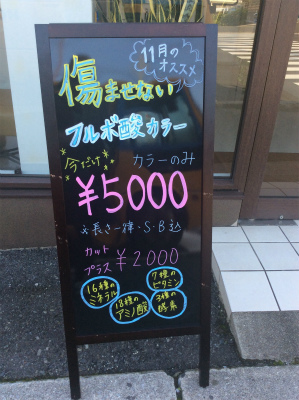 11月の
オススメ
傷ませない
フルボ酸カラー
今だけ
カラーのみ
¥5000
※長さ一律・S・B込
カット
プラス ¥2000
16種の
ミネラル
18種の
アミノ酸
7種の
ビタミン
3種の
酵素